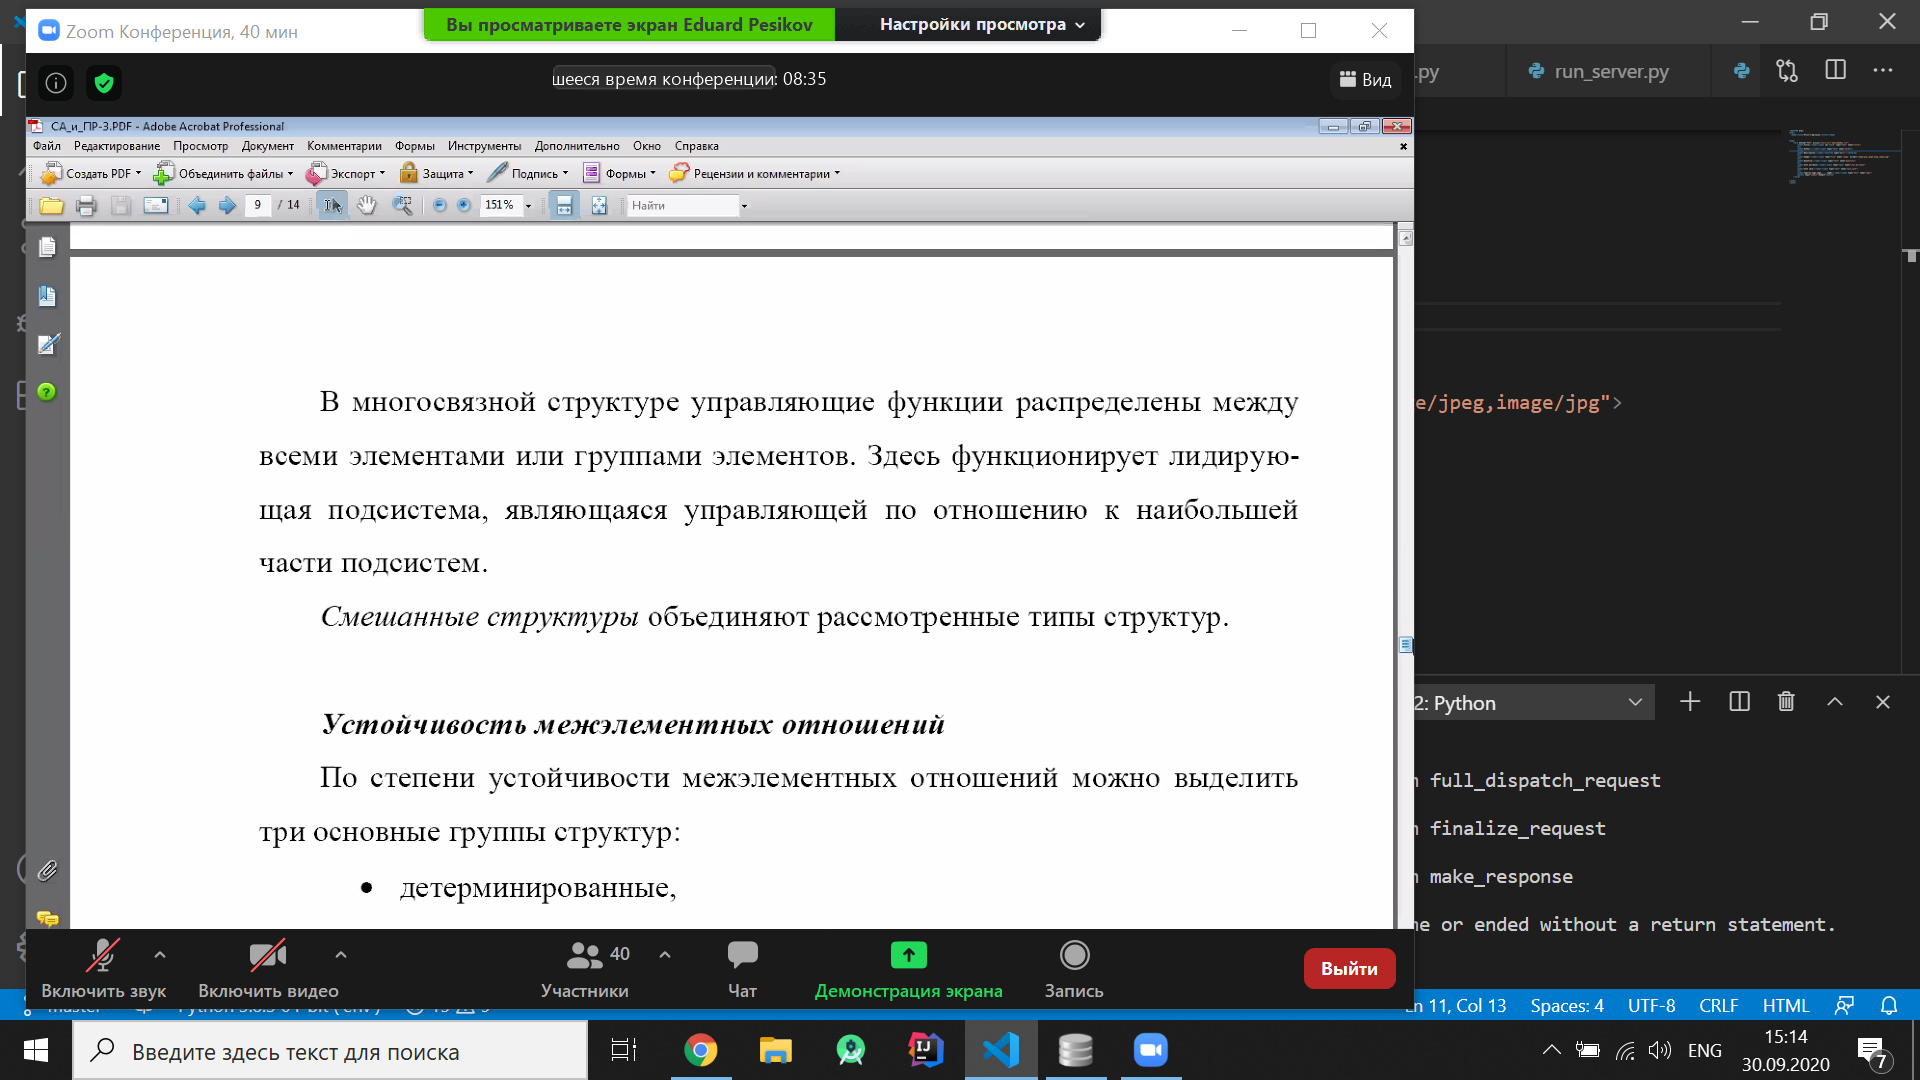 Zoom Конференция, 40 мин
Вы просматриваете экран Eduard Pesikov
Настройки просмотра
шееся время конференции: 08:35
Вид
.py
run_server.py
СА_и_ПР-3.PDF - Adobe Acrobat Professional
Файл Редактирование Просмотр Документ Комментарии Формы Инструменты Дополнительно Окно Справка
Создать PDF Объединить файлы Экспорт Защита Подпись Формы Рецензии и комментарии
9 / 14 151% Найти
В многосвязной структуре управляющие функции распределены между
всеми элементами или группами элементов. Здесь функционирует лидирую-
щая подсистема, являющаяся управляющей по отношению к наибольшей
части подсистем.
Смешанные структуры объединяют рассмотренные типы структур.
Устойчивость межэлементных отношений
По степени устойчивости межэлементных отношений можно выделить
три основные группы структур:
• детерминированные,
e/jpeg,image/jpg">
2: Python
n full_dispatch_request
n finalize_request
n make_response
ne or ended without a return statement.
Включить звук
Включить видео
40
Участники
Чат
Демонстрация экрана
Запись
Выйти
Ln 11, Col 13 Spaces: 4 UTF-8 CRLF HTML
Введите здесь текст для поиска
ENG
15:14
30.09.2020
7